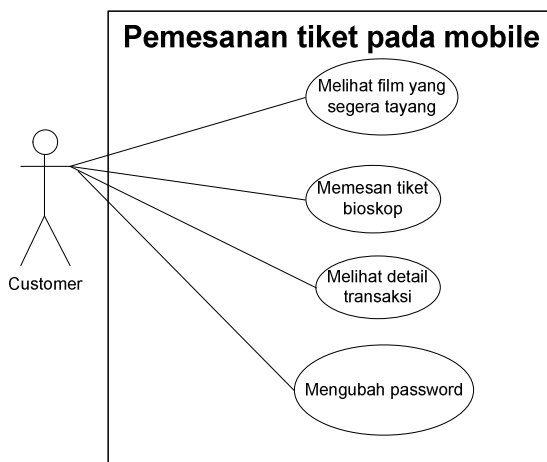 Pemesanan tiket pada mobile
Melihat film yang
segera tayang
Memesan tiket
bioskop
Melihat detail
transaksi
Customer
Mengubah password